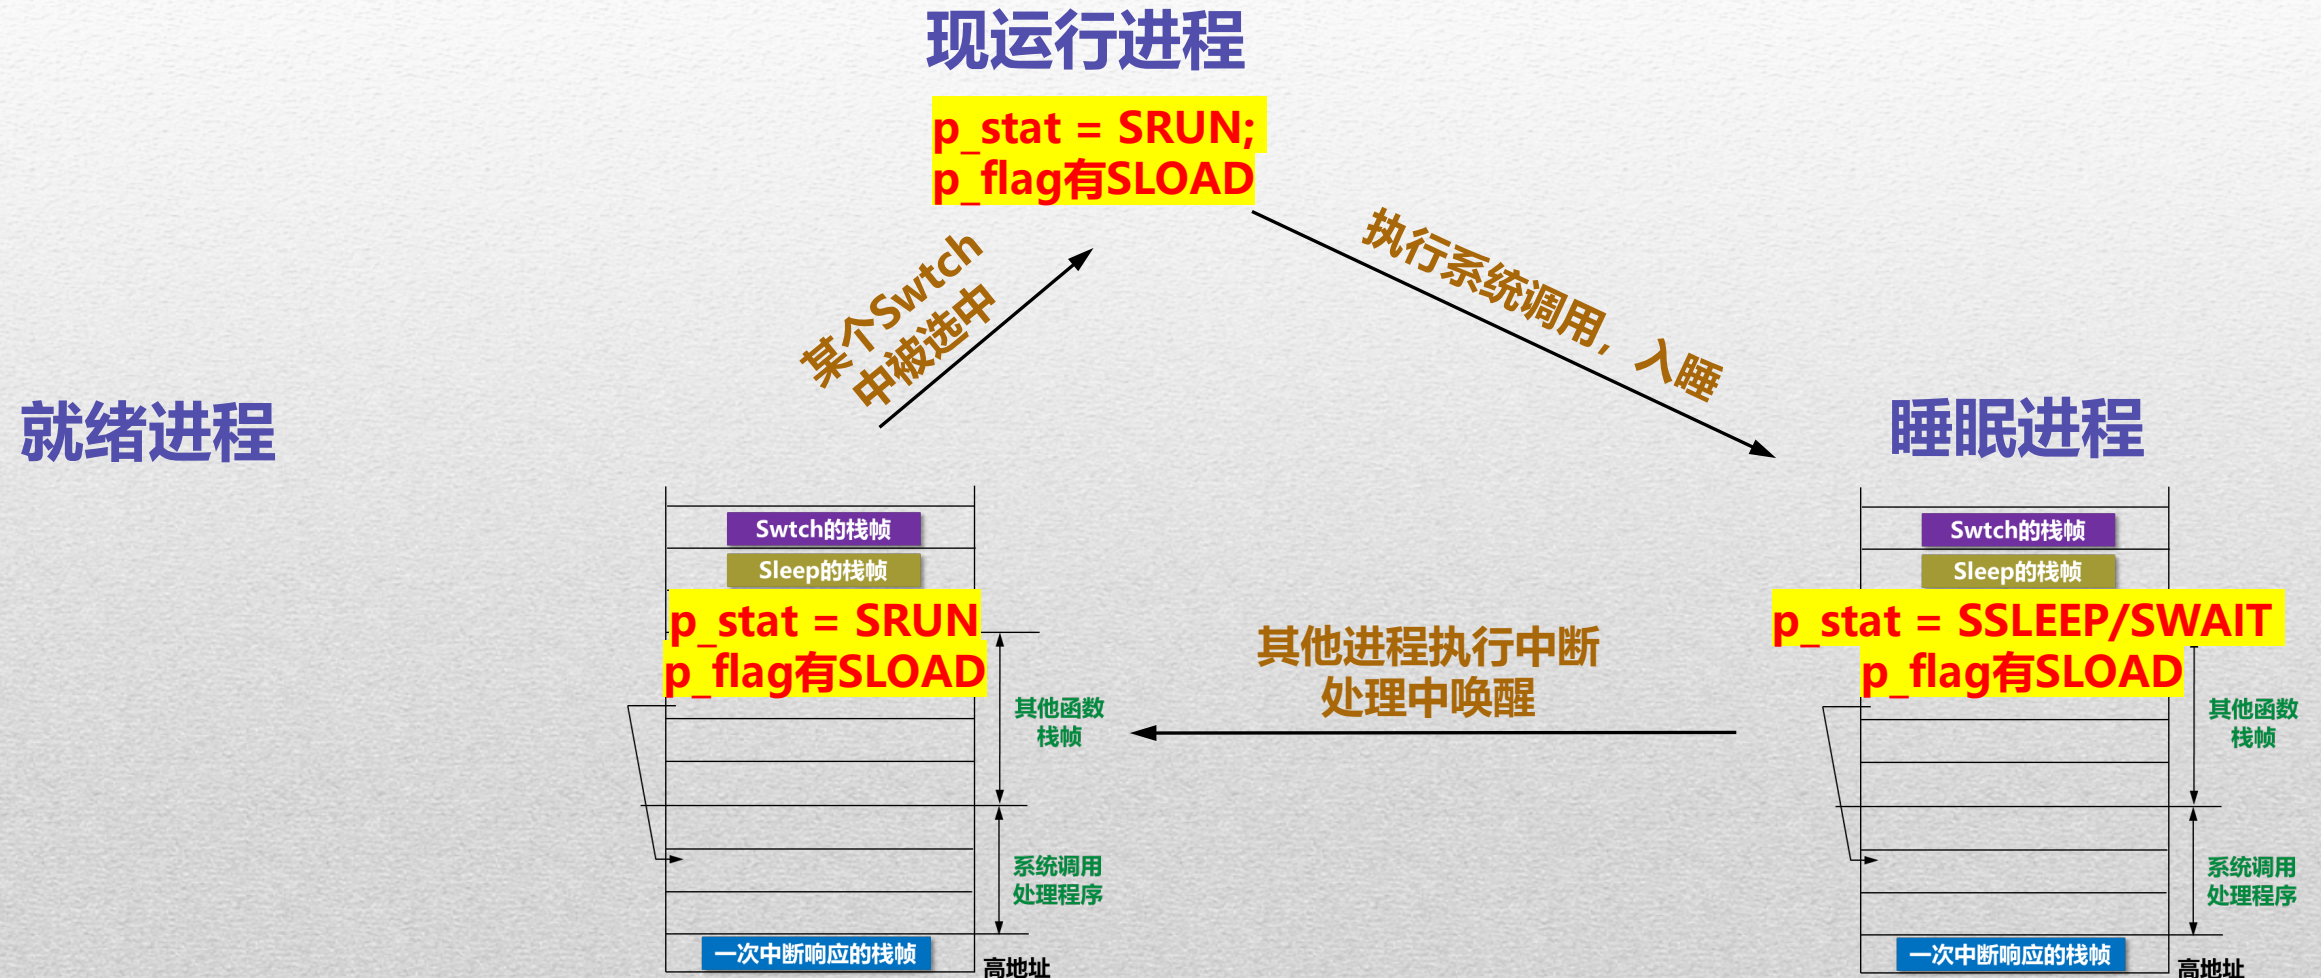 现运行进程
p_stat = SRUN;
p_flag有SLOAD
某个Swtch
中被选中
执行系统调用，入睡
就绪进程
睡眠进程
Swtch的栈帧
Sleep的栈帧
p_stat = SRUN
p_flag有SLOAD
其他函数
栈帧
系统调用
处理程序
一次中断响应的栈帧
高地址
其他进程执行中断
处理中唤醒
Swtch的栈帧
Sleep的栈帧
p_stat = SSLEEP/SWAIT
p_flag有SLOAD
其他函数
栈帧
系统调用
处理程序
一次中断响应的栈帧
高地址